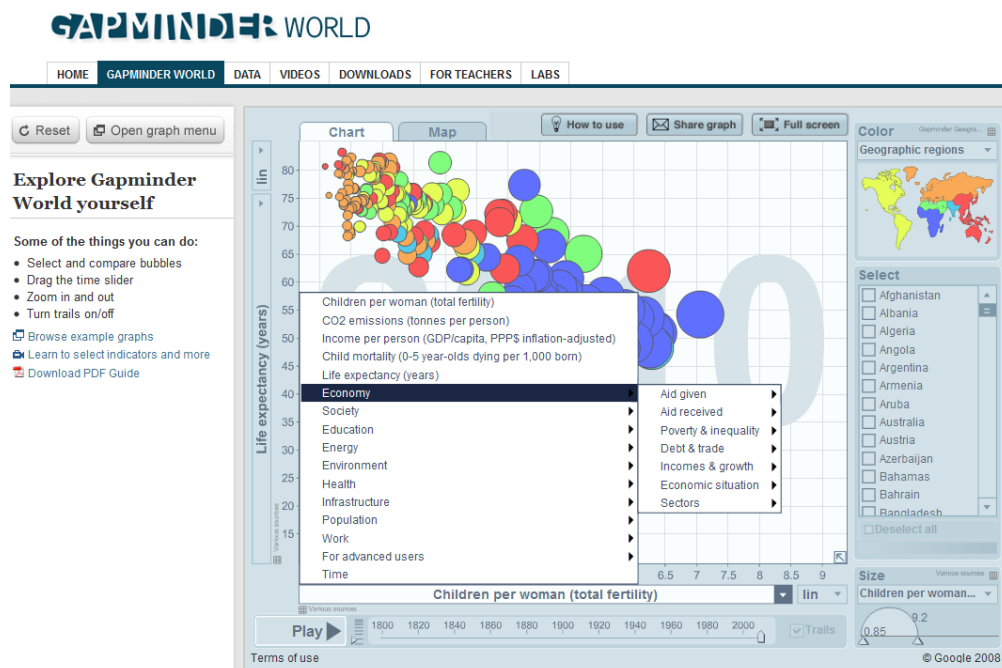 GAPMINDER WORLD
HOME GAPMINDER WORLD DATA VIDEOS DOWNLOADS FOR TEACHERS LABS
Reset Open graph menu
Explore Gapminder
World yourself
Some of the things you can do:
Select and compare bubbles
Drag the time slider
Zoom in and out
Turn trails on/off
Browse example graphs
Learn to select indicators and more
Download PDF Guide
Chart Map
How to use Share graph Full screen
lin
Life expectancy (years)
Various sources
80
75
70
65
60
55
50
45
40
35
30
25
20
15
Children per woman (total fertility)
CO2 emissions (tonnes per person)
Income per person (GDP/capita, PPP$ inflation-adjusted)
Child mortality (0-5 year-olds dying per 1,000 born)
Life expectancy (years)
Economy
Society
Education
Energy
Environment
Health
Infrastructure
Population
Work
For advanced users
Time
Aid given
Aid received
Poverty & inequality
Debt & trade
Incomes & growth
Economic situation
Sectors
6.5 7 7.5 8 8.5 9
Children per woman (total fertility) lin
Various sources
Play 1800 1820 1840 1860 1880 1900 1920 1940 1960 1980 2000 Trails
Color Gapminder Geogra...
Geographic regions
Select
Afghanistan
Albania
Algeria
Angola
Argentina
Armenia
Aruba
Australia
Austria
Azerbaijan
Bahamas
Bahrain
Bangladesh
Deselect all
Size Various sources
Children per woman...
9.2
0.85
Terms of use © Google 2008